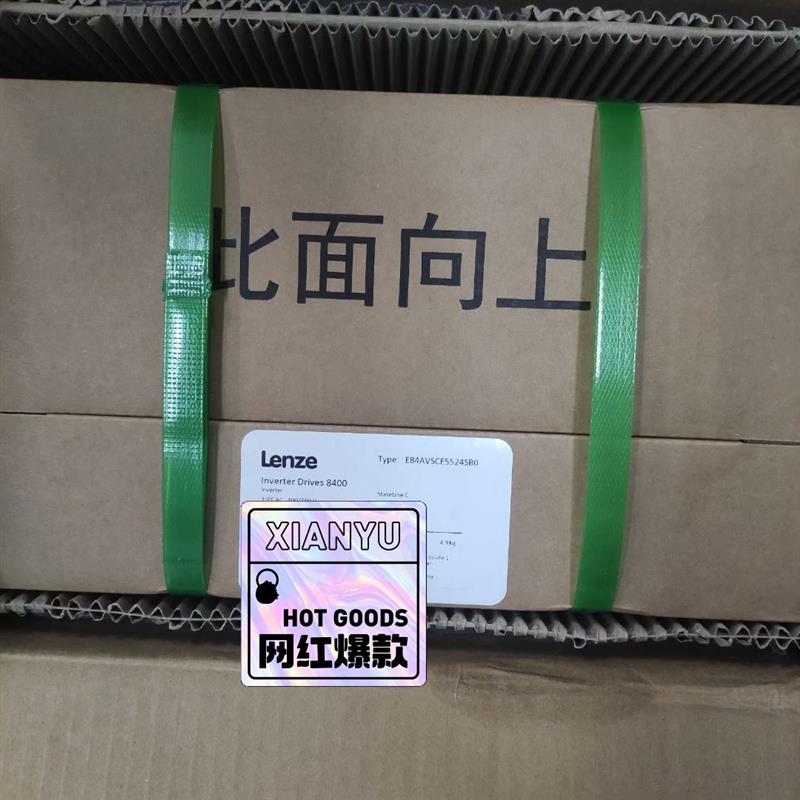 此面向上
Lenze
Type: E84AVSCE5524SB0
Inverter Drives 8400
Inverter
StateLine C
4.9kg
XIANYU
HOT GOODS
网红爆款